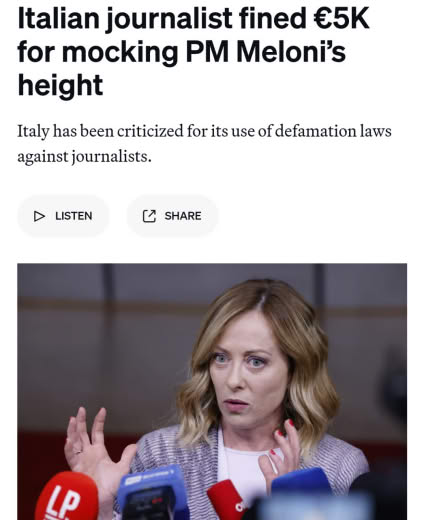 Italian journalist fined €5K
for mocking PM Meloni's
height
Italy has been criticized for its use of defamation laws
against journalists.
LISTEN
SHARE
LP